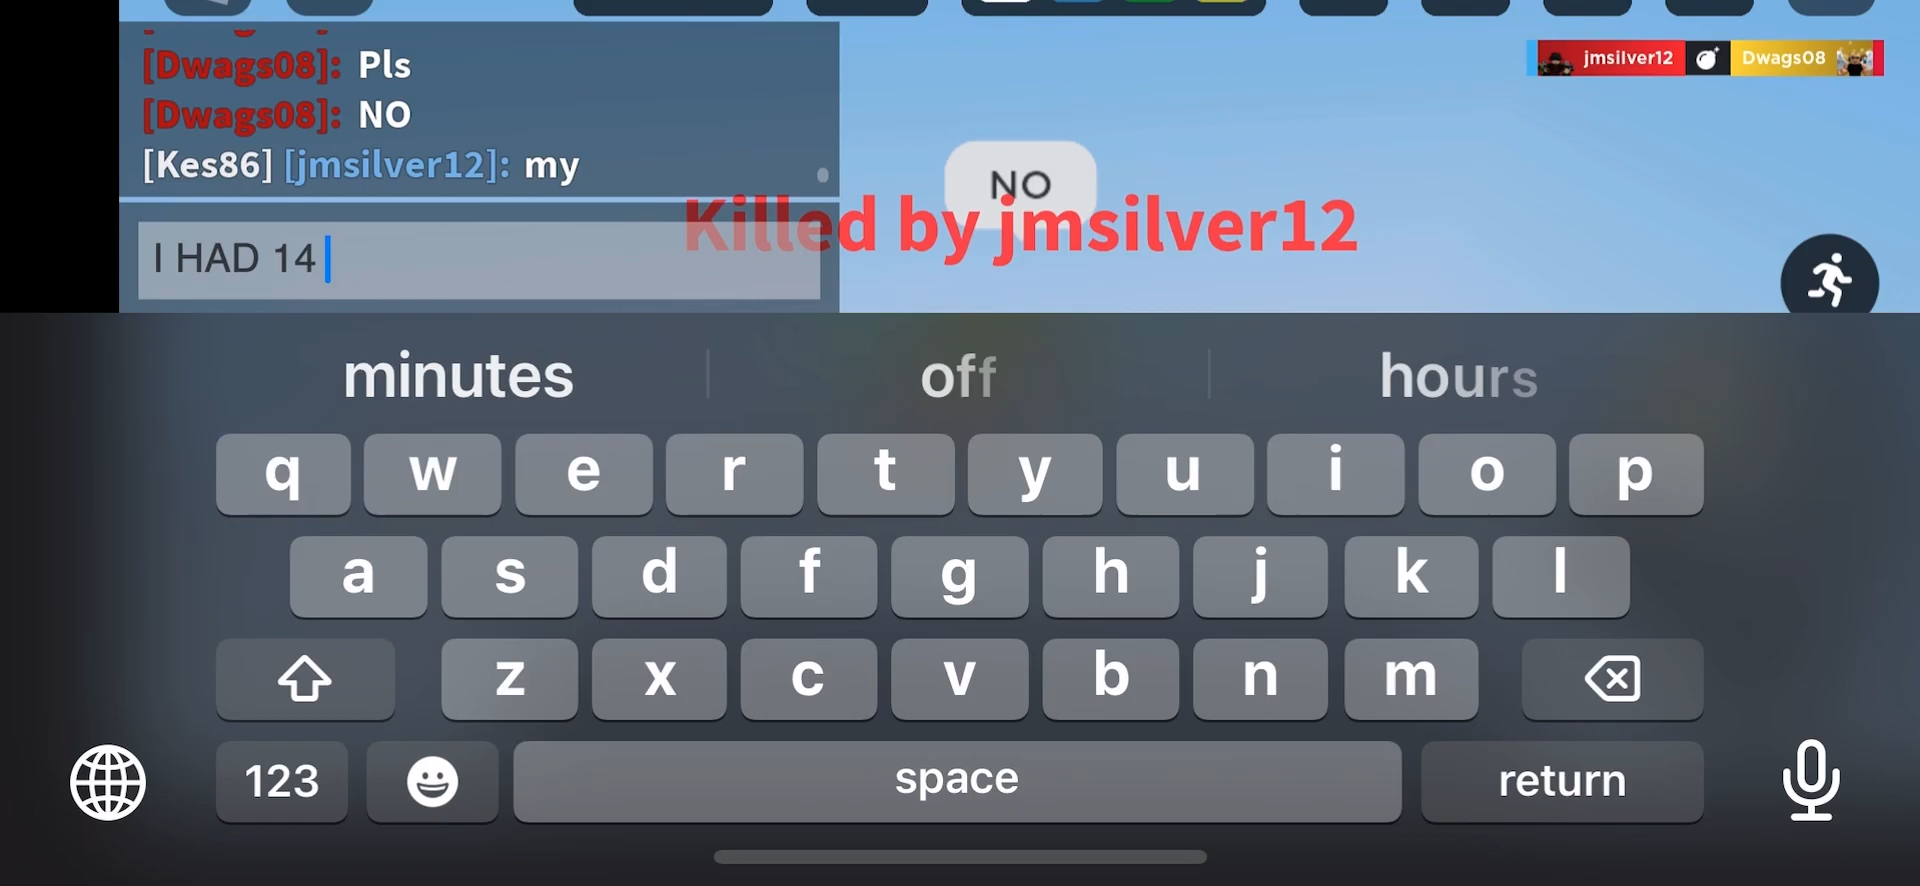 [Dwags08]: Pls
[Dwags08]: NO
[Kes86] [jmsilver12]: my
I HAD 14
jmsilver12 Dwags08
NO
Killed by jmsilver12
minutes off hours
q w e r t y u i o p
a s d f g h j k l
z x c v b n m
123 space return